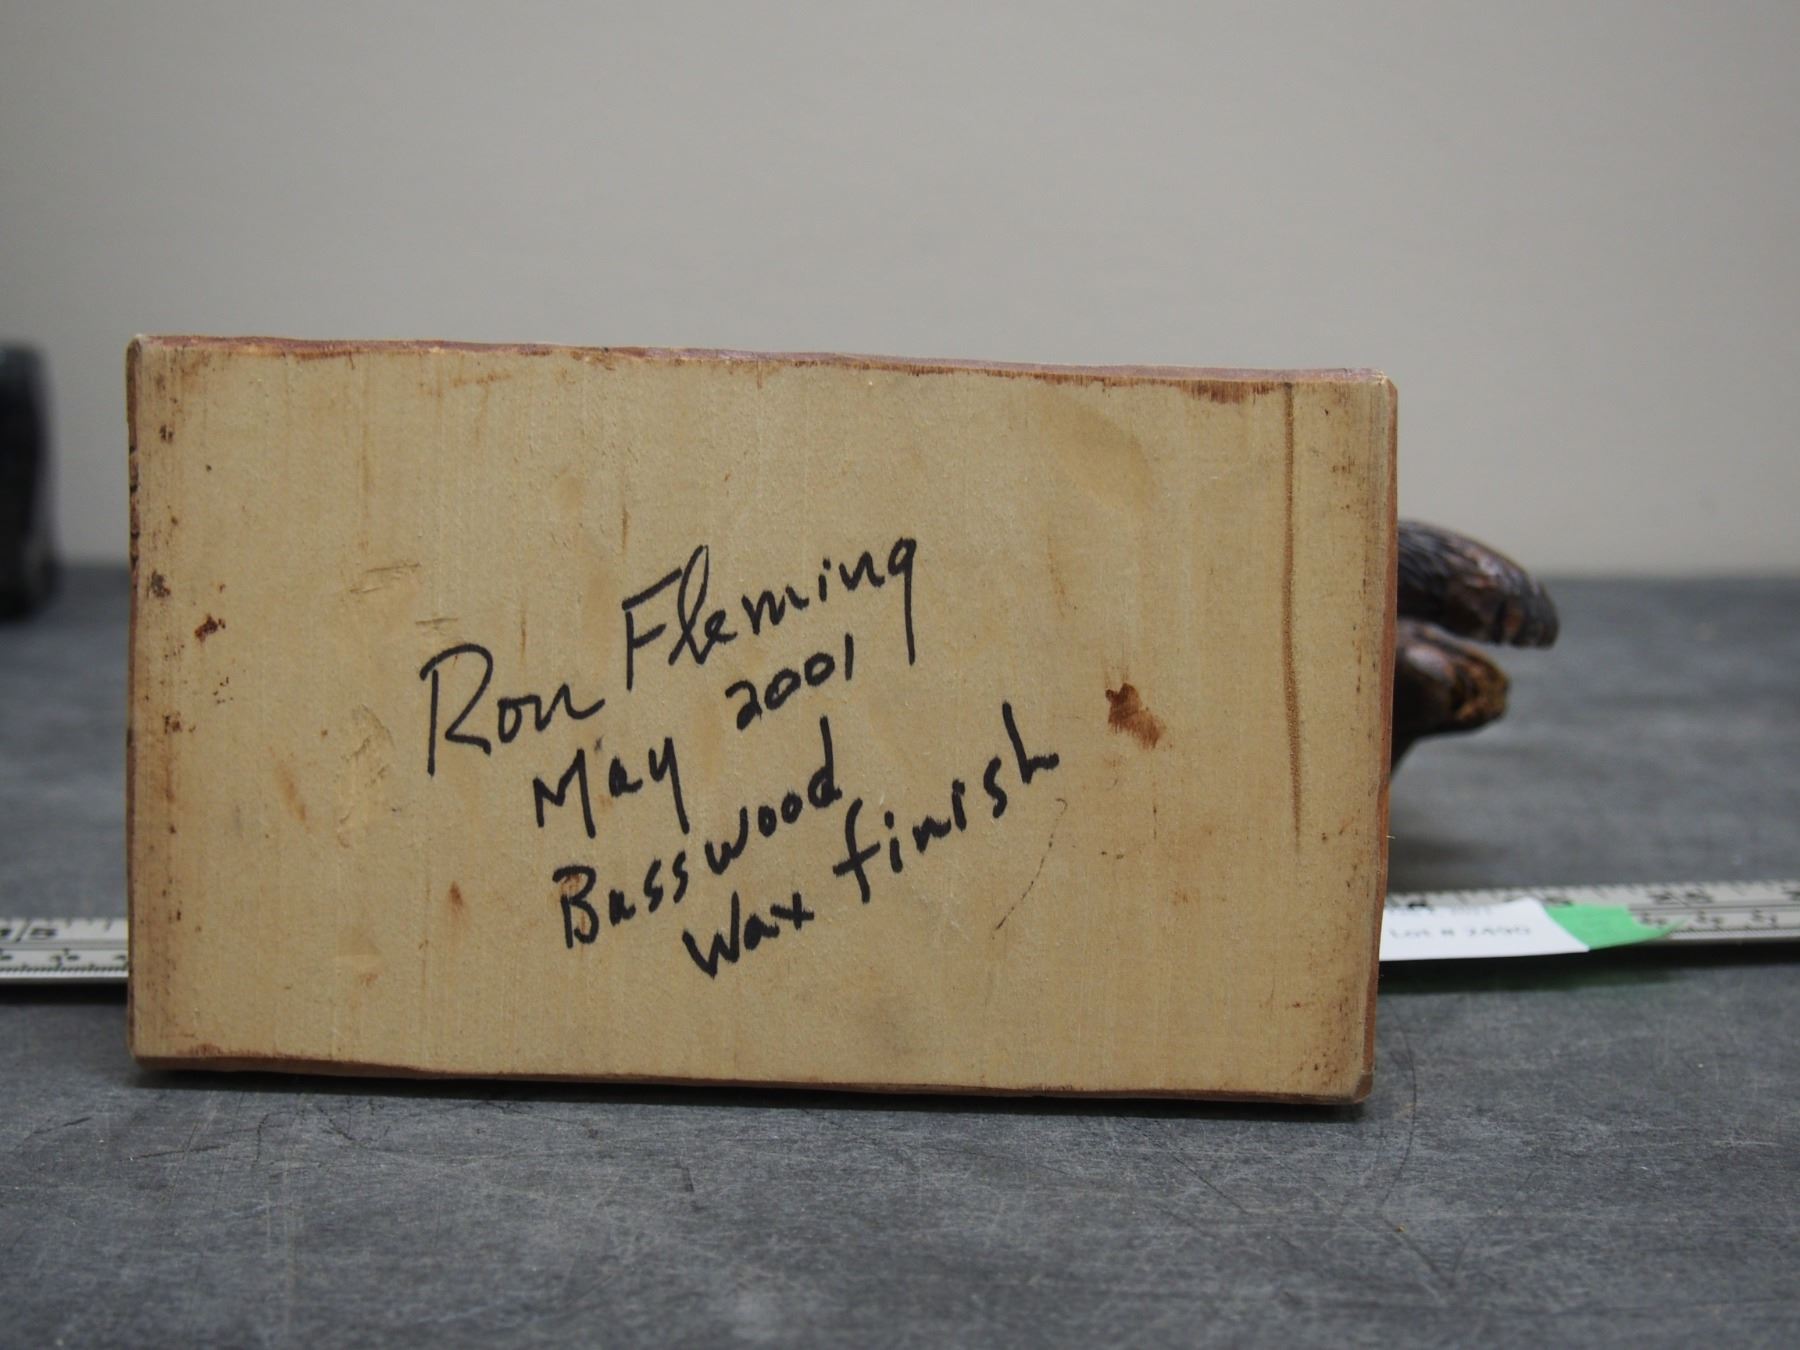 Ron Fleming
May 2001
Basswood
Wax finish